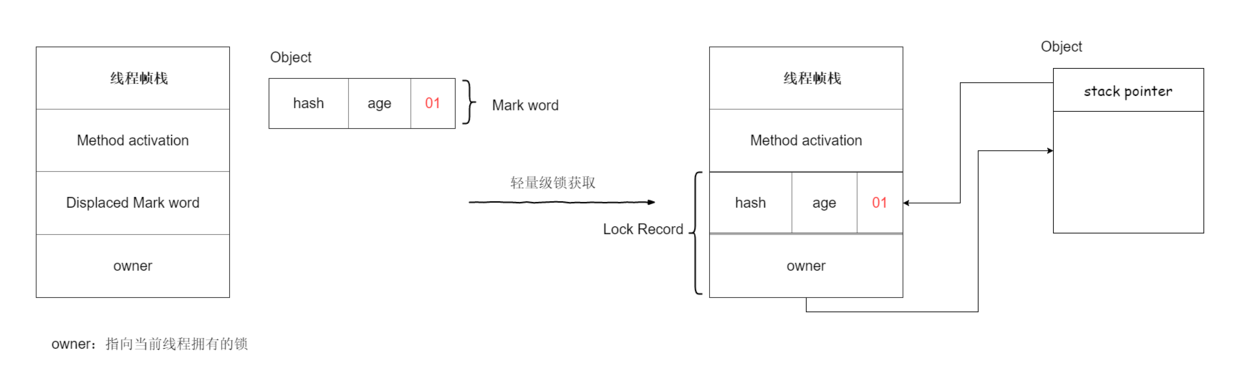 线程帧栈
Method activation
Displaced Mark word
owner
owner：指向当前线程拥有的锁
Object
hash age 01
Mark word
轻量级锁获取
线程帧栈
Method activation
hash age 01
Lock Record
owner
Object
stack pointer